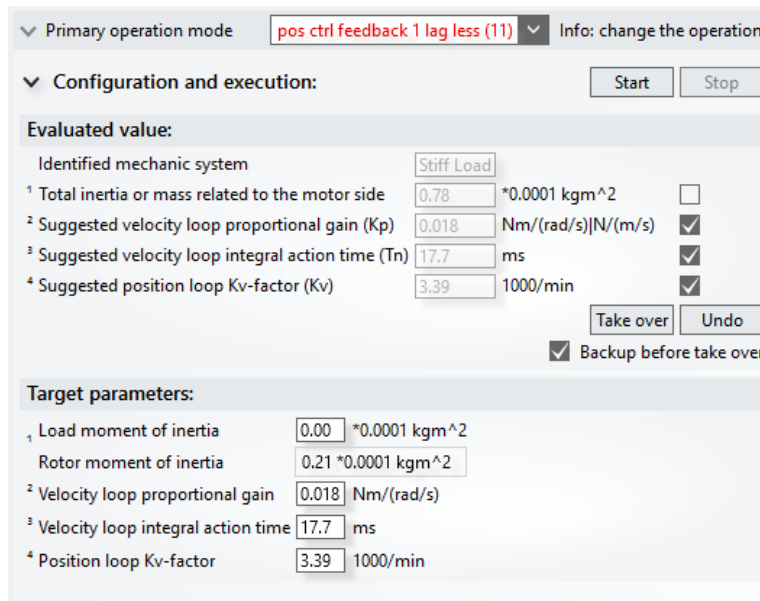 Primary operation mode pos ctrl feedback 1 lag less (11) Info: change the operation
Configuration and execution: Start Stop
Evaluated value:
Identified mechanic system Stiff Load
¹ Total inertia or mass related to the motor side 0.78 *0.0001 kgm^2
² Suggested velocity loop proportional gain (Kp) 0.018 Nm/(rad/s)|N/(m/s)
³ Suggested velocity loop integral action time (Tn) 17.7 ms
⁴ Suggested position loop Kv-factor (Kv) 3.39 1000/min
Take over Undo
Backup before take over
Target parameters:
₁ Load moment of inertia 0.00 *0.0001 kgm^2
Rotor moment of inertia 0.21 *0.0001 kgm^2
² Velocity loop proportional gain 0.018 Nm/(rad/s)
³ Velocity loop integral action time 17.7 ms
⁴ Position loop Kv-factor 3.39 1000/min